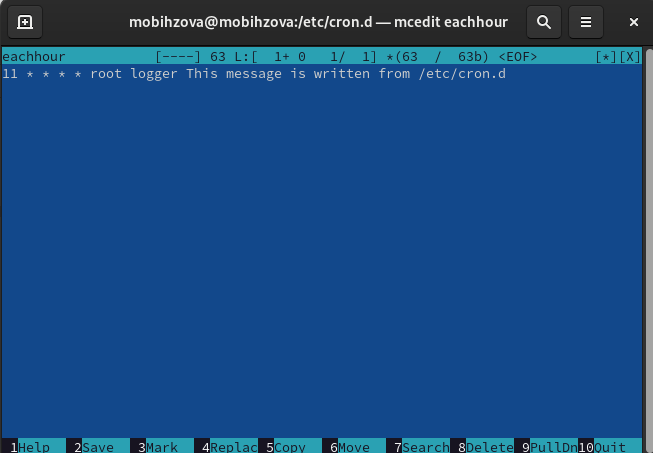 mobihzova@mobihzova:/etc/cron.d — mcedit eachhour
eachhour [----] 63 L:[ 1+ 0 1/ 1] *(63 / 63b) <EOF> [*][X]
11 * * * * root logger This message is written from /etc/cron.d
1Help 2Save 3Mark 4Replac 5Copy 6Move 7Search 8Delete 9PullDn 10Quit